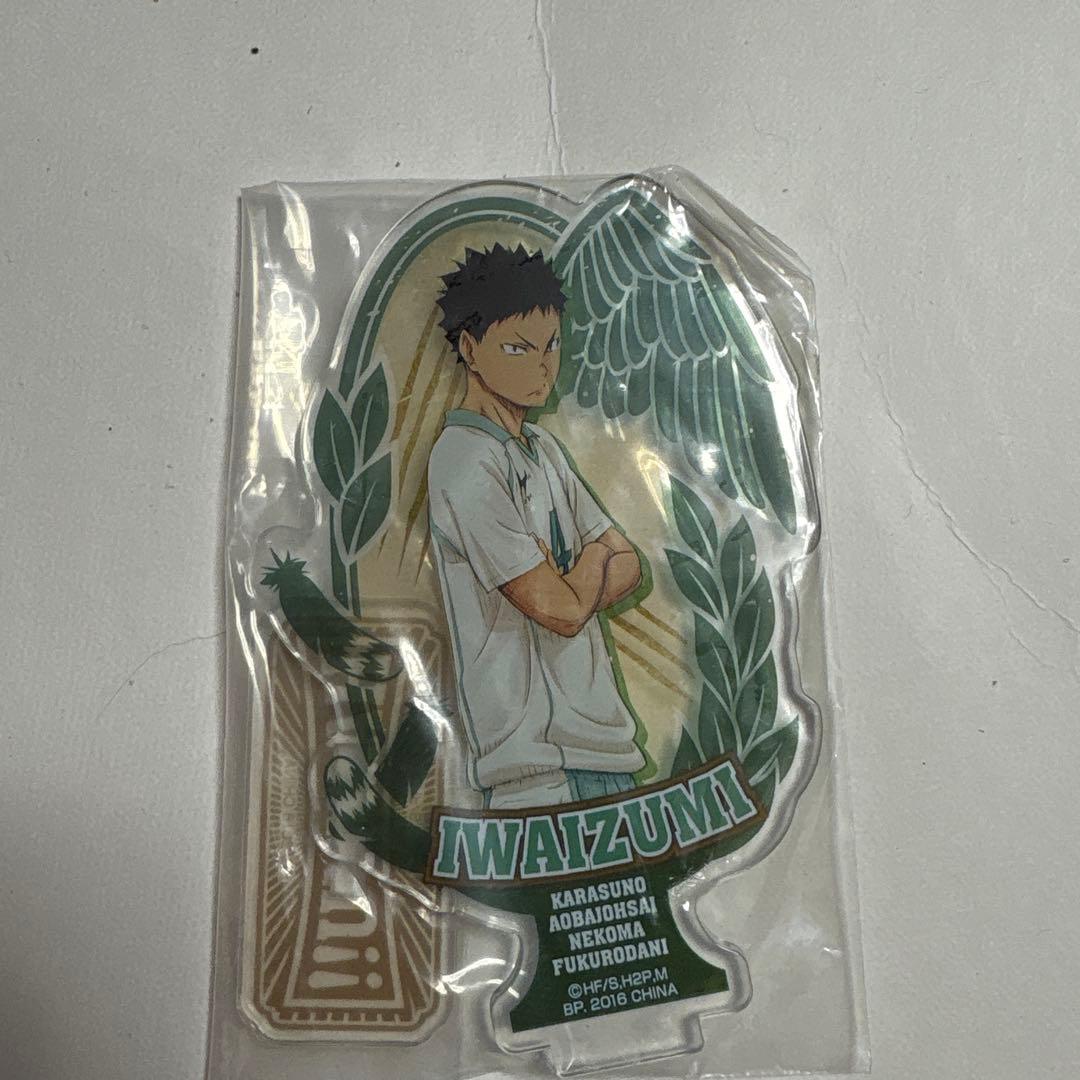 IWAIZUMI
KARASUNO
AOBAJOHSAI
NEKOMA
FUKURODANI
©HF/S,H2P,M
BP. 2016 CHINA